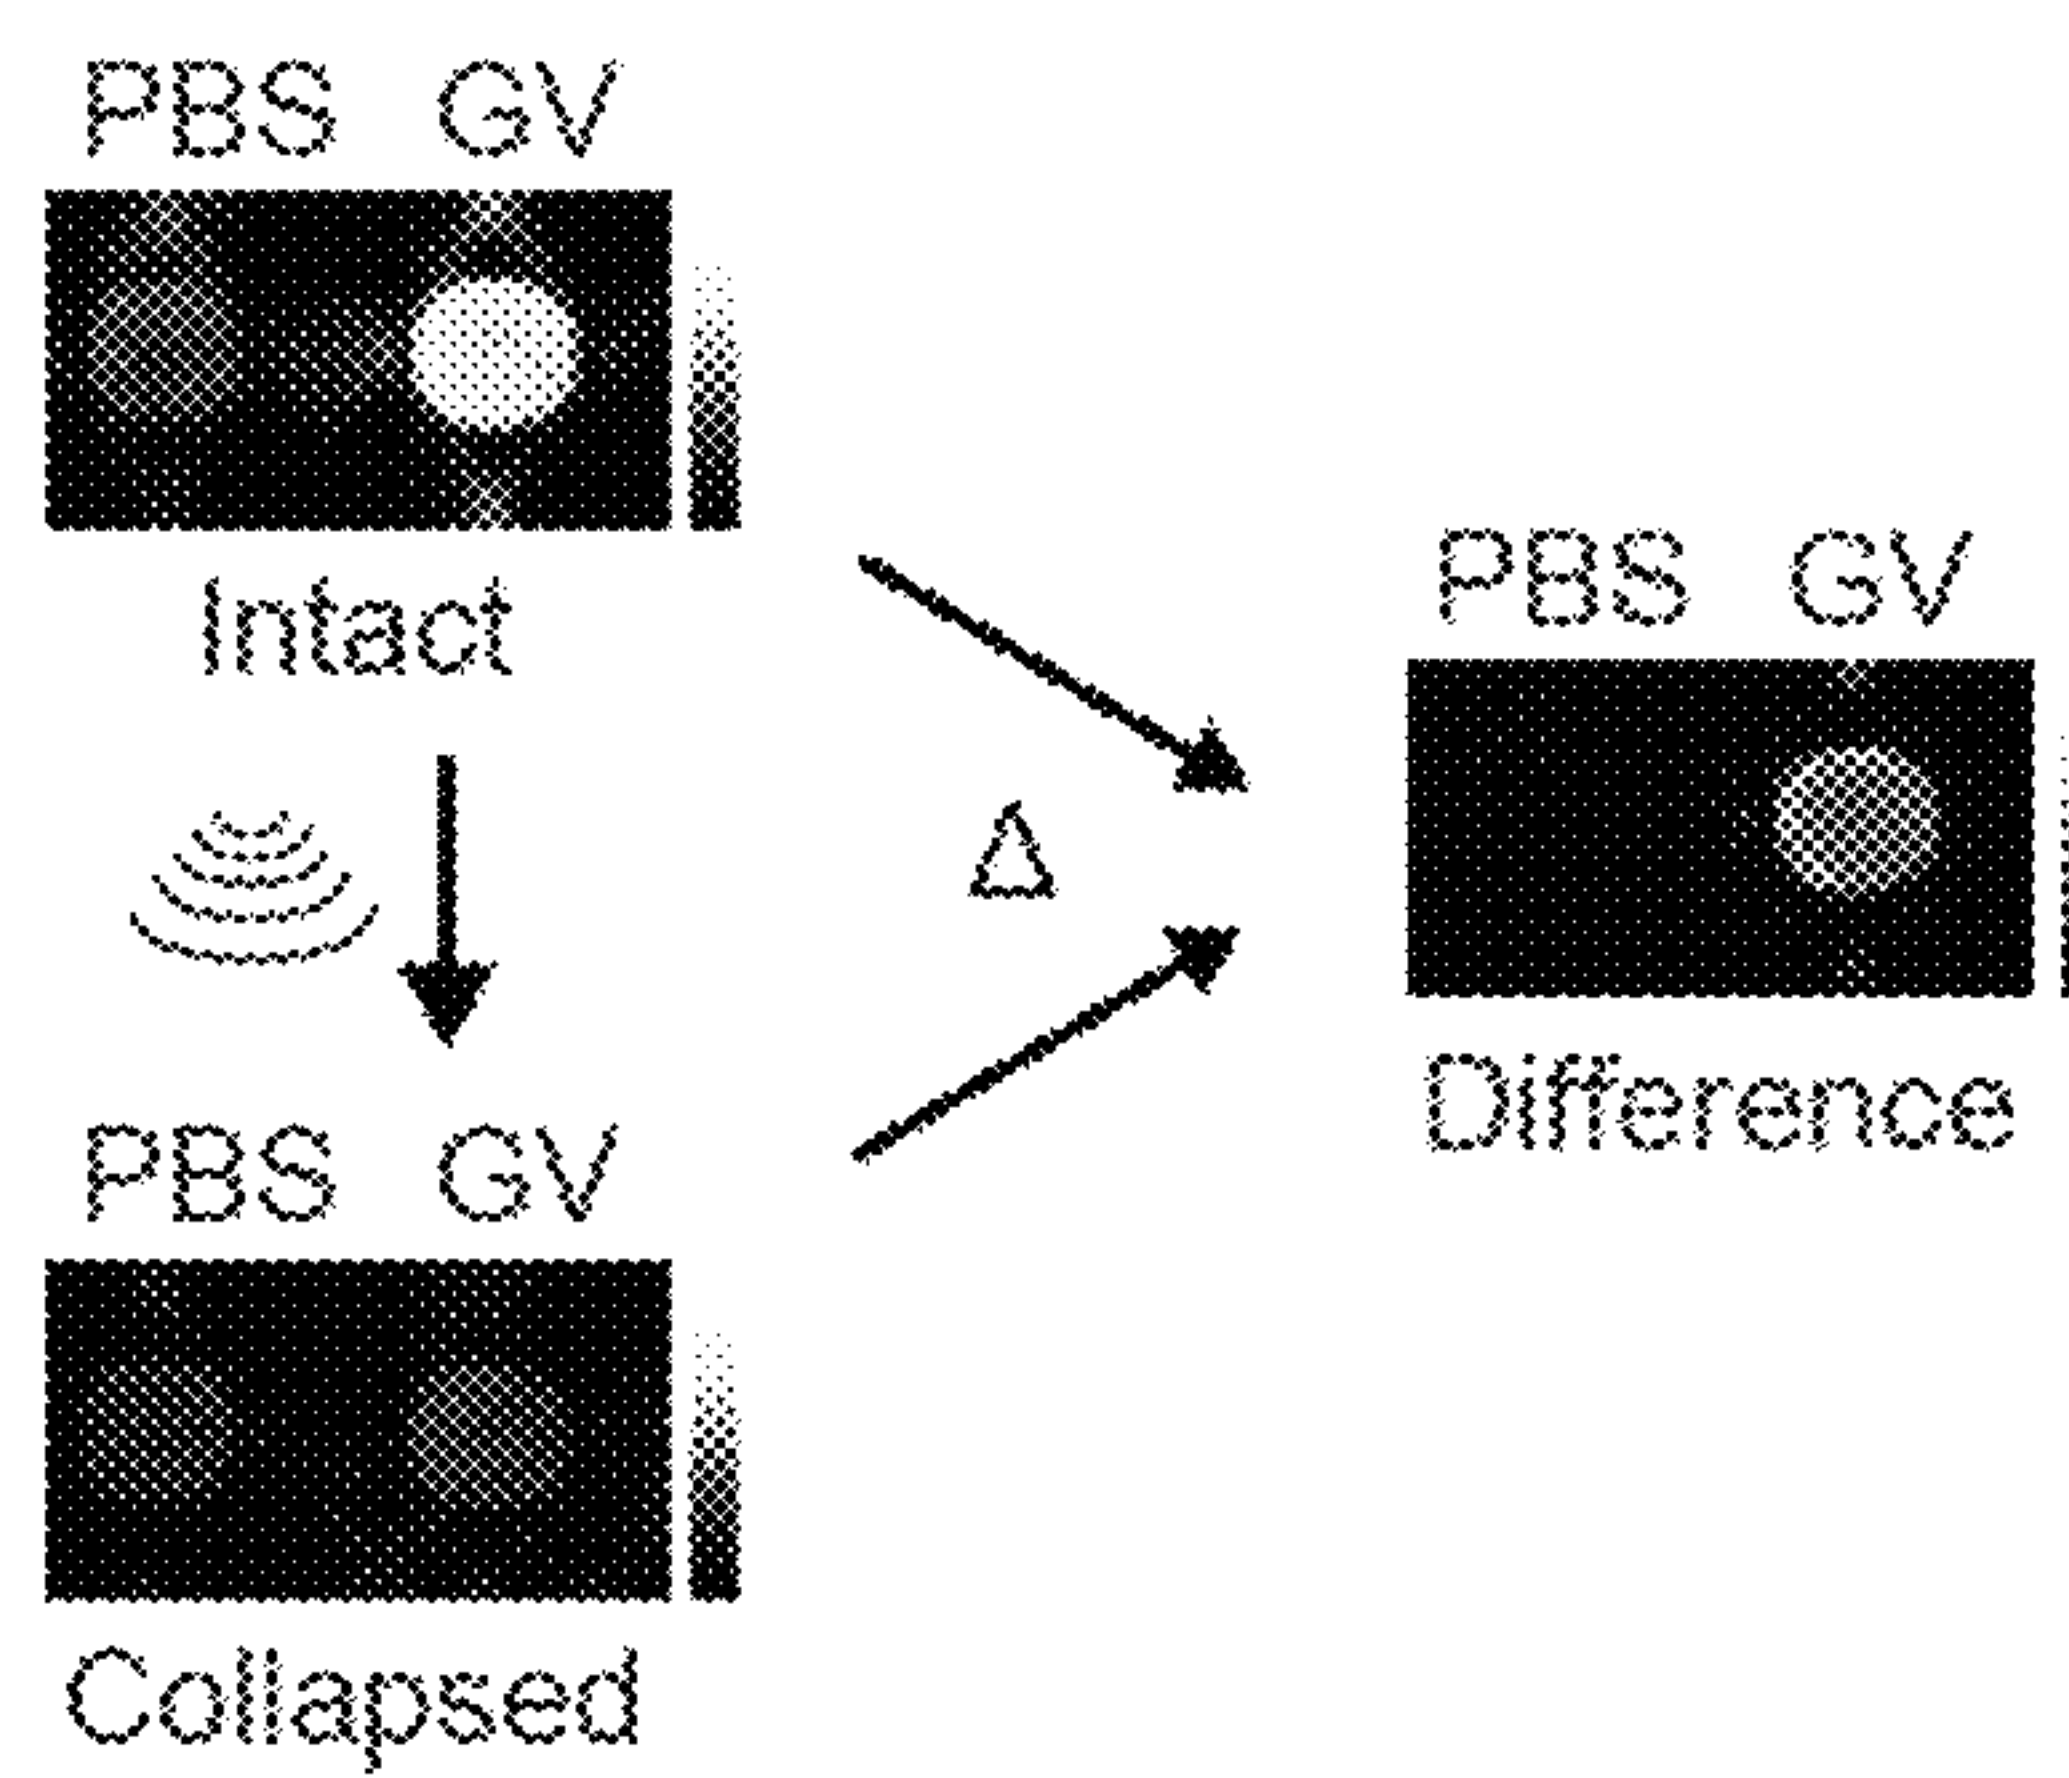 PBS GV
Intact
Δ
PBS GV
Difference
PBS GV
Collapsed